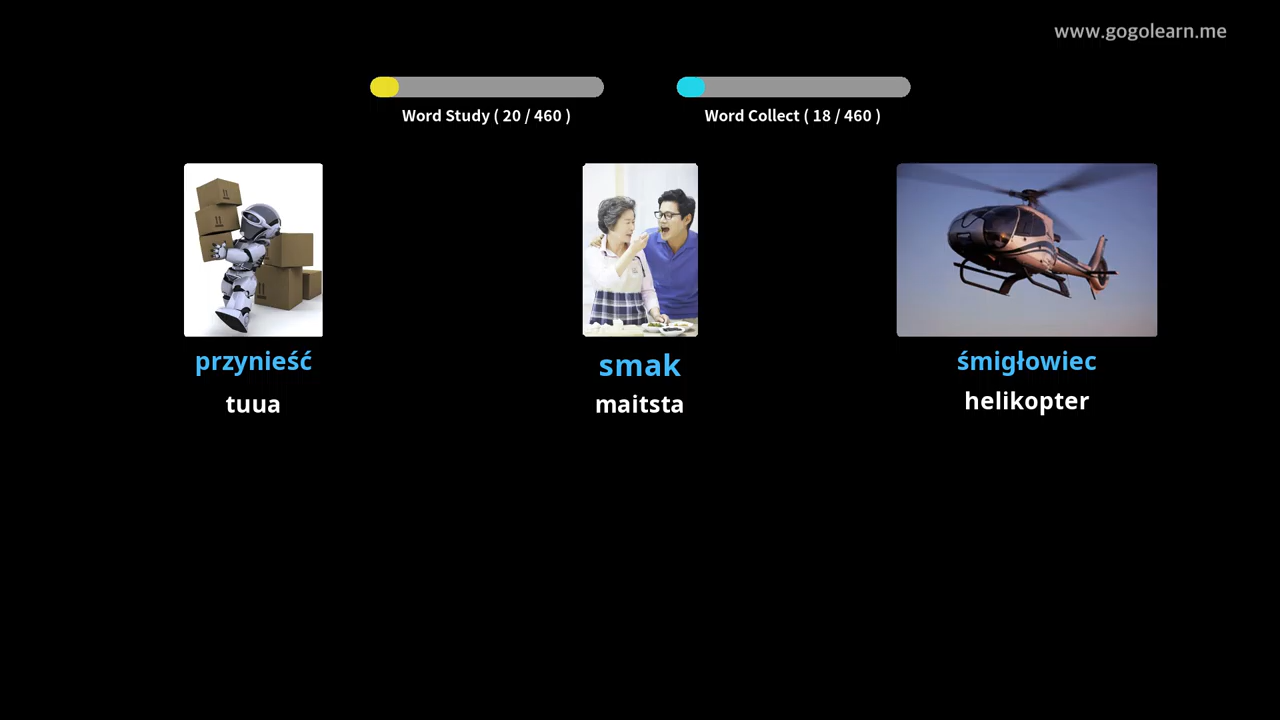 www.gogolearn.me
Word Study ( 20 / 460 )
Word Collect ( 18 / 460 )
przynieść
smak
śmigłowiec
tuua
maitsta
helikopter